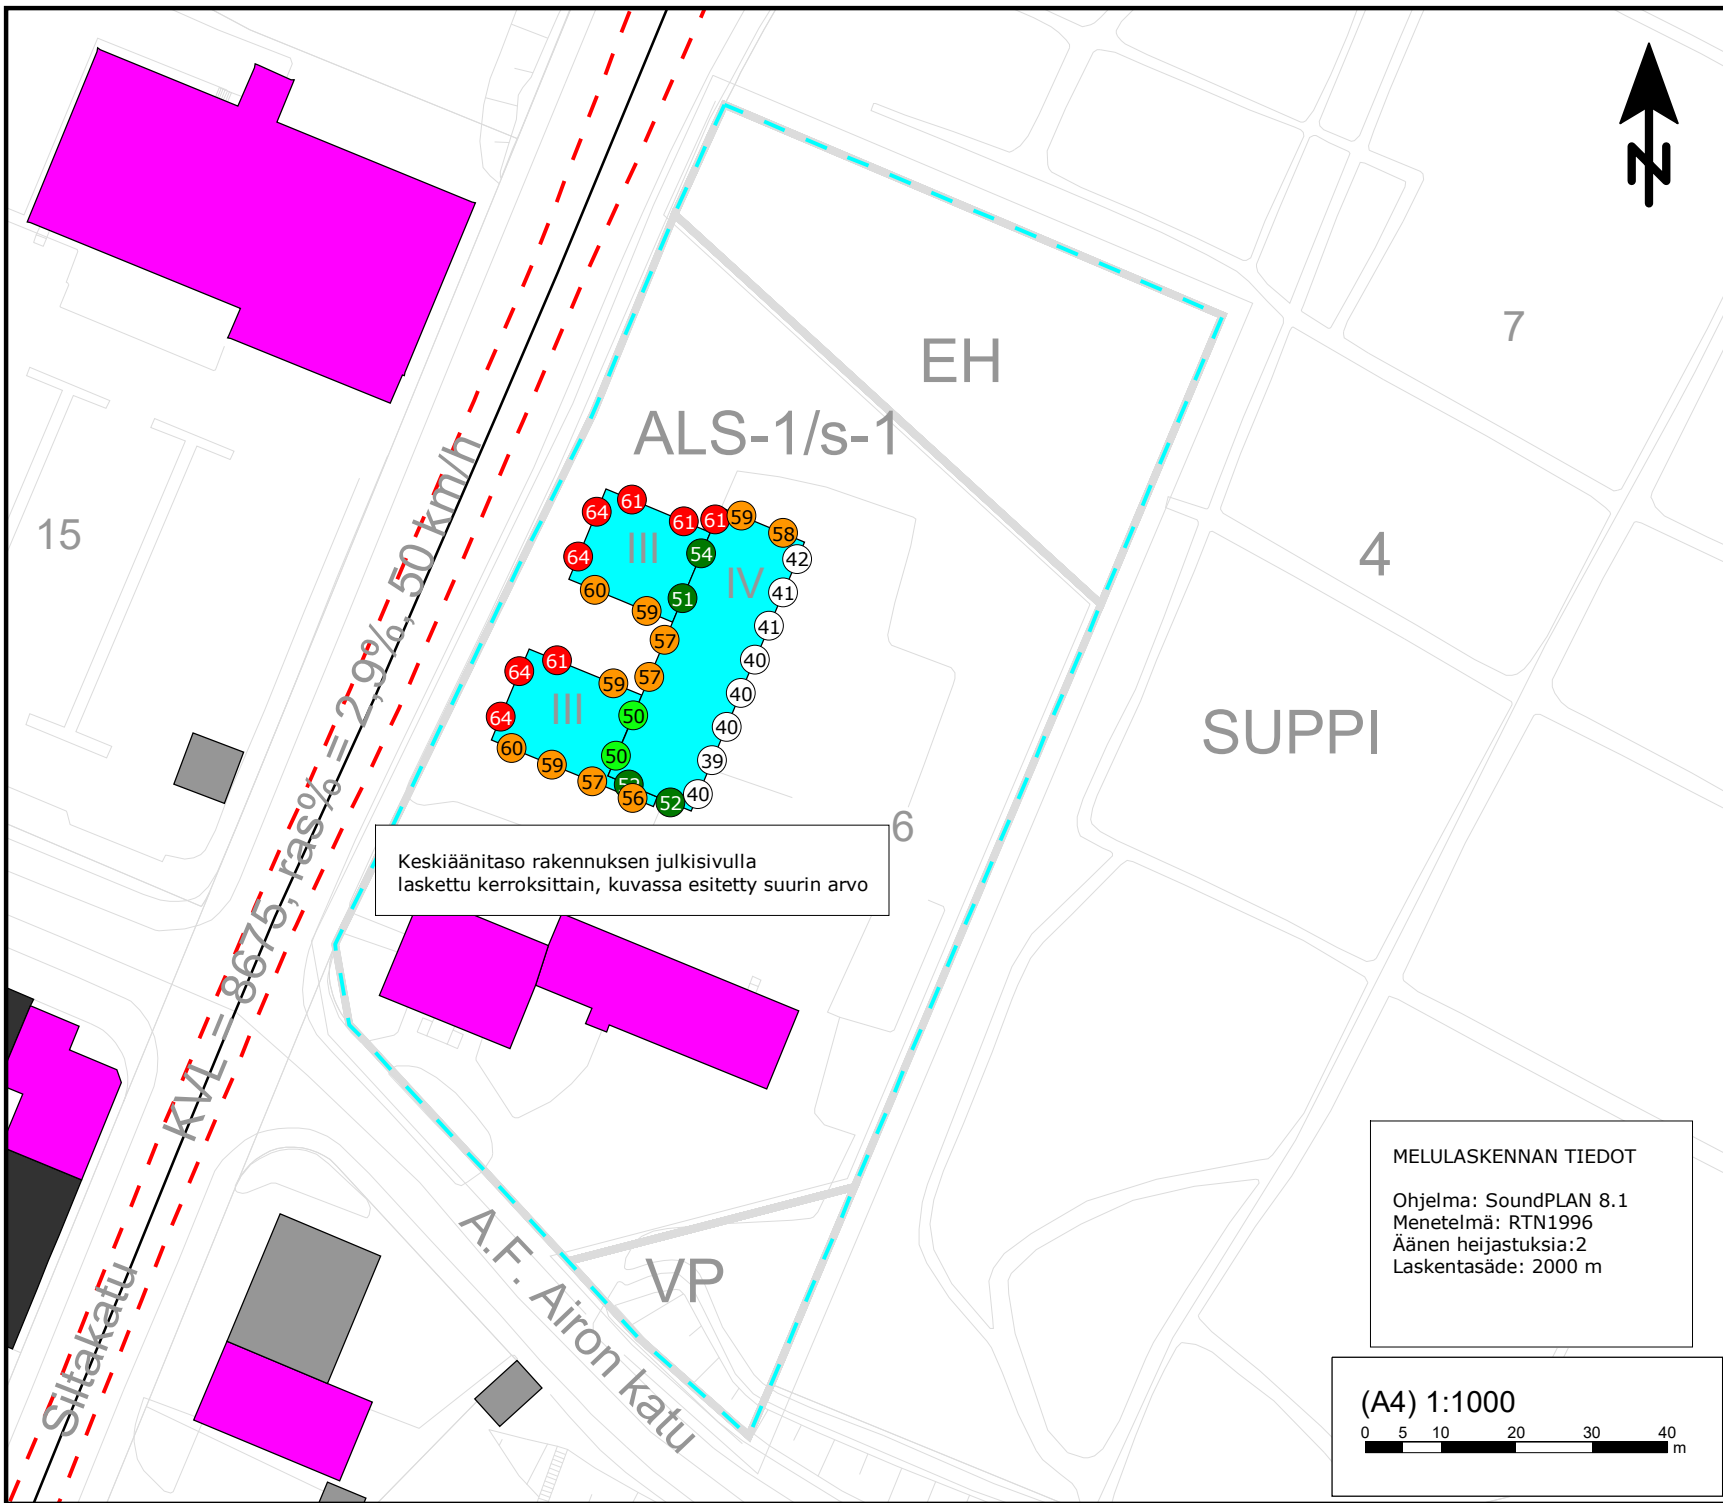 EH
ALS-1/s-1
7
15
4
SUPPI
6
VP
III
IV
III
64
61
61
61
59
58
64
54
42
60
59
51
41
57
41
57
40
64
61
59
40
64
50
40
60
59
50
39
57
56
52
40
Siltakatu
KVL = 8675, ras% = 2,9%, 50 km/h
A.F. Airon katu
Keskiäänitaso rakennuksen julkisivulla
laskettu kerroksittain, kuvassa esitetty suurin arvo
MELULASKENNAN TIEDOT
Ohjelma: SoundPLAN 8.1
Menetelmä: RTN1996
Äänen heijastuksia:2
Laskentasäde: 2000 m
(A4) 1:1000
0 5 10 20 30 40
m
N